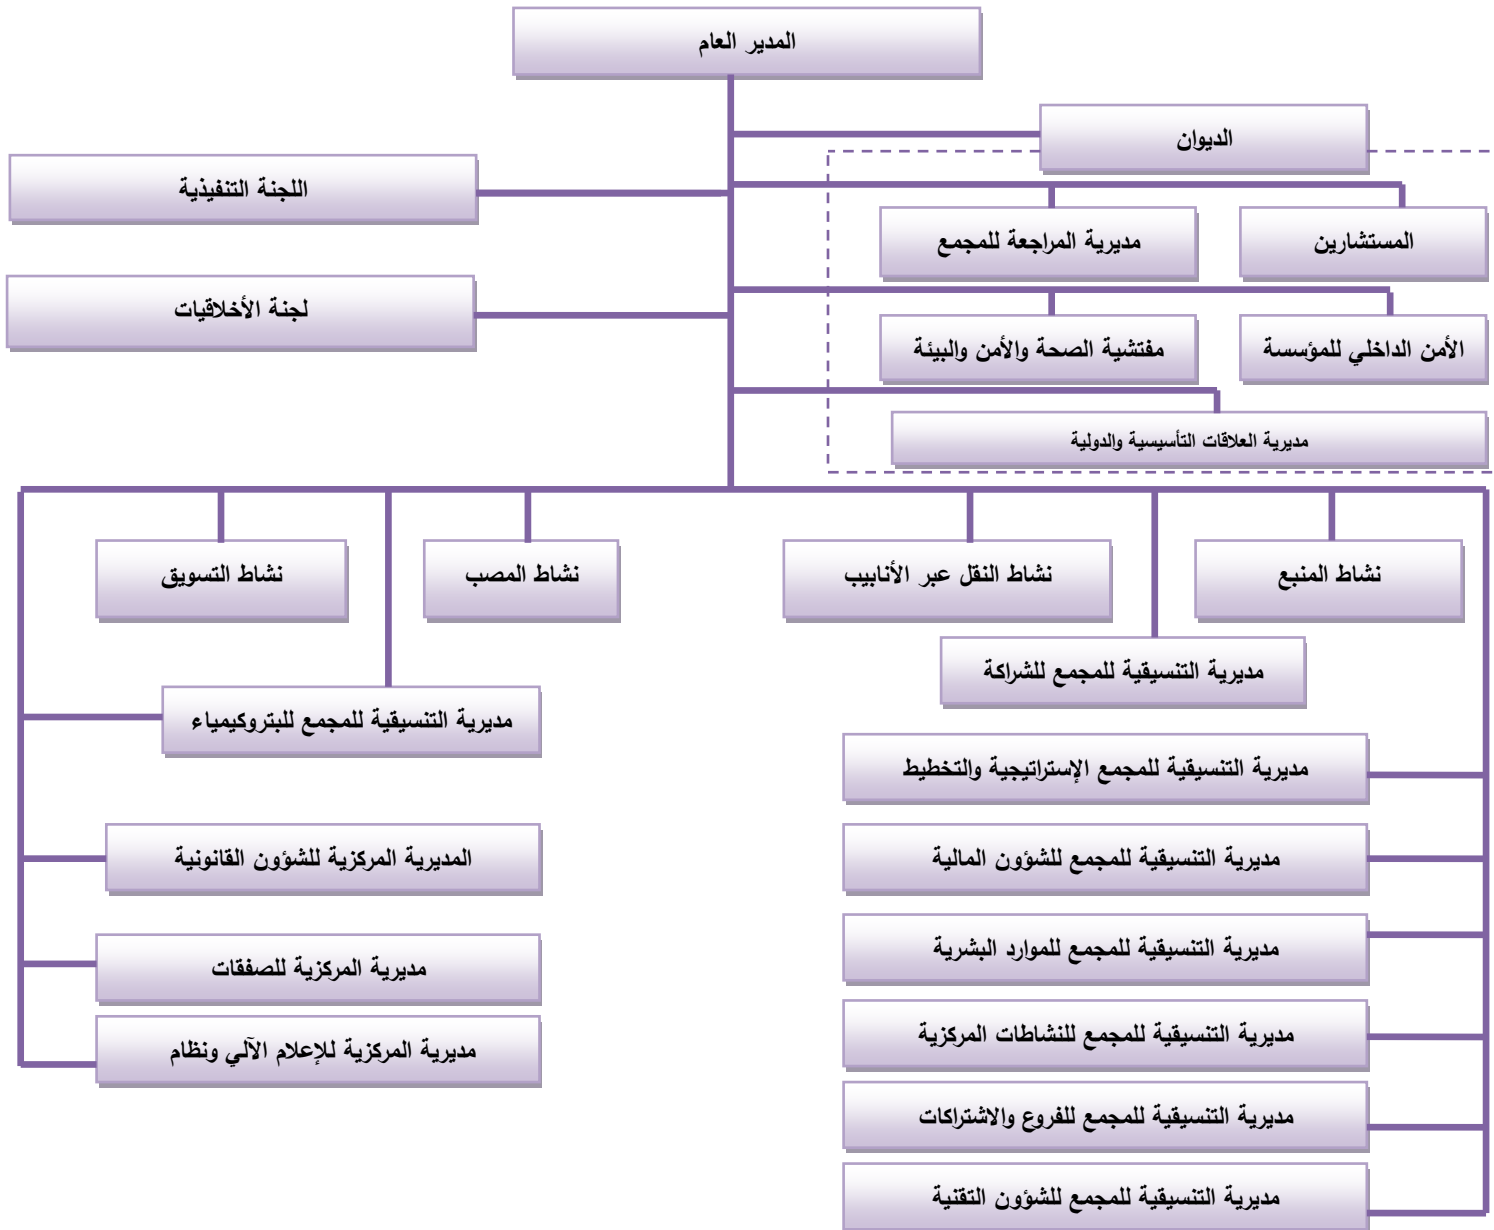 المدير العام
الديوان
اللجنة التنفيذية
المستشارين
مديرية المراجعة للمجمع
لجنة الأخلاقيات
الأمن الداخلي للمؤسسة
مفتشية الصحة والأمن والبيئة
مديرية العلاقات التأسيسية والدولية
نشاط المنبع
نشاط النقل عبر الأنابيب
نشاط المصب
نشاط التسويق
مديرية التنسيقية للمجمع للشراكة
مديرية التنسيقية للمجمع للبتروكيمياء
مديرية التنسيقية للمجمع الإستراتيجية والتخطيط
مديرية التنسيقية للمجمع للشؤون المالية
المديرية المركزية للشؤون القانونية
مديرية التنسيقية للمجمع للموارد البشرية
مديرية المركزية للصفقات
مديرية التنسيقية للمجمع للنشاطات المركزية
مديرية المركزية للإعلام الآلي ونظام
مديرية التنسيقية للمجمع للفروع والاشتراكات
مديرية التنسيقية للمجمع للشؤون التقنية